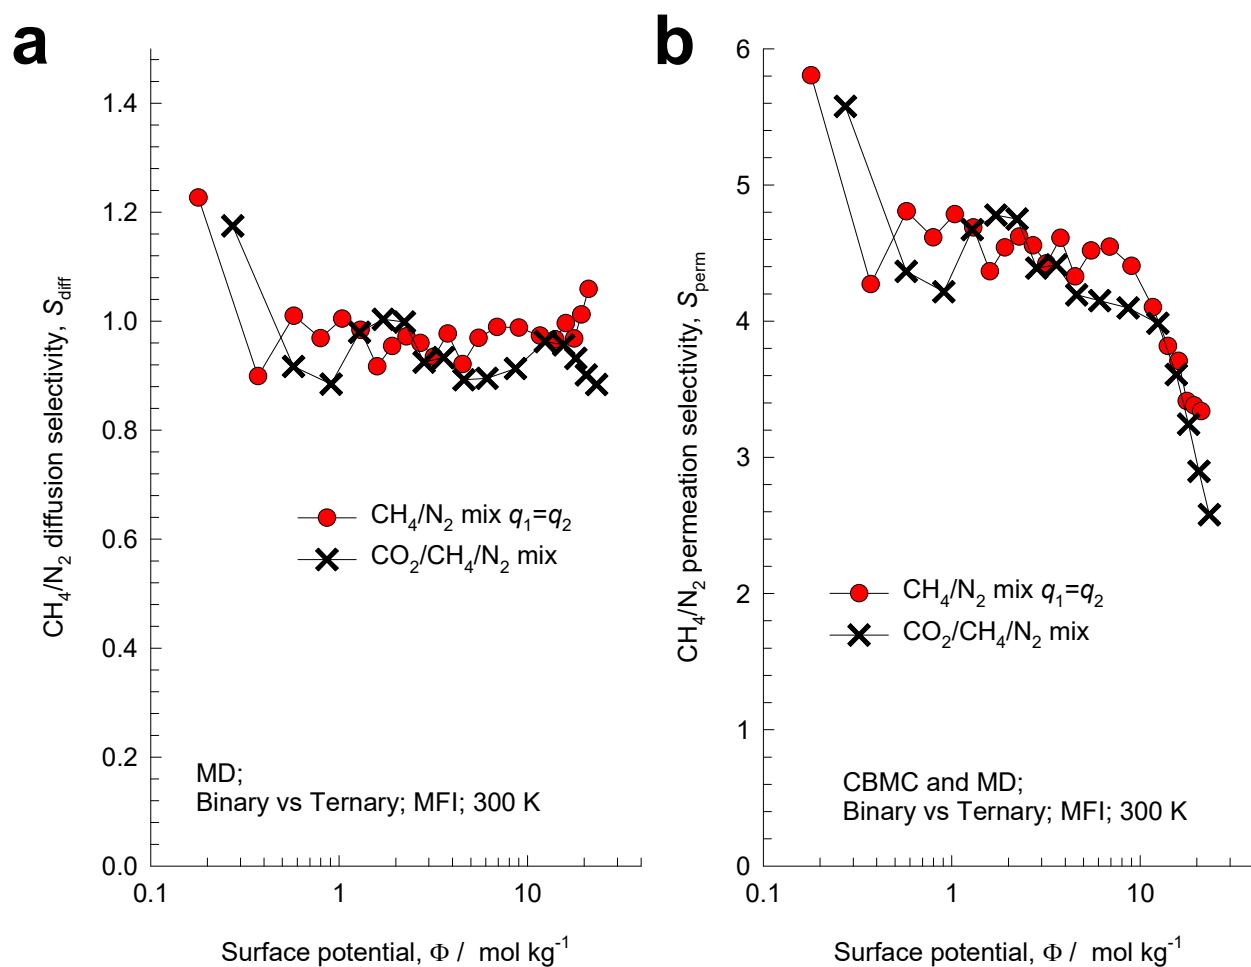 a
CH4/N2 diffusion selectivity, Sdiff
1.4
1.2
1.0
0.8
0.6
0.4
0.2
0.0
CH4/N2 mix q1=q2
CO2/CH4/N2 mix
MD;
Binary vs Ternary; MFI; 300 K
0.1
1
10
Surface potential, Φ / mol kg-1
b
CH4/N2 permeation selectivity, Sperm
6
5
4
3
2
1
0
CH4/N2 mix q1=q2
CO2/CH4/N2 mix
CBMC and MD;
Binary vs Ternary; MFI; 300 K
0.1
1
10
Surface potential, Φ / mol kg-1